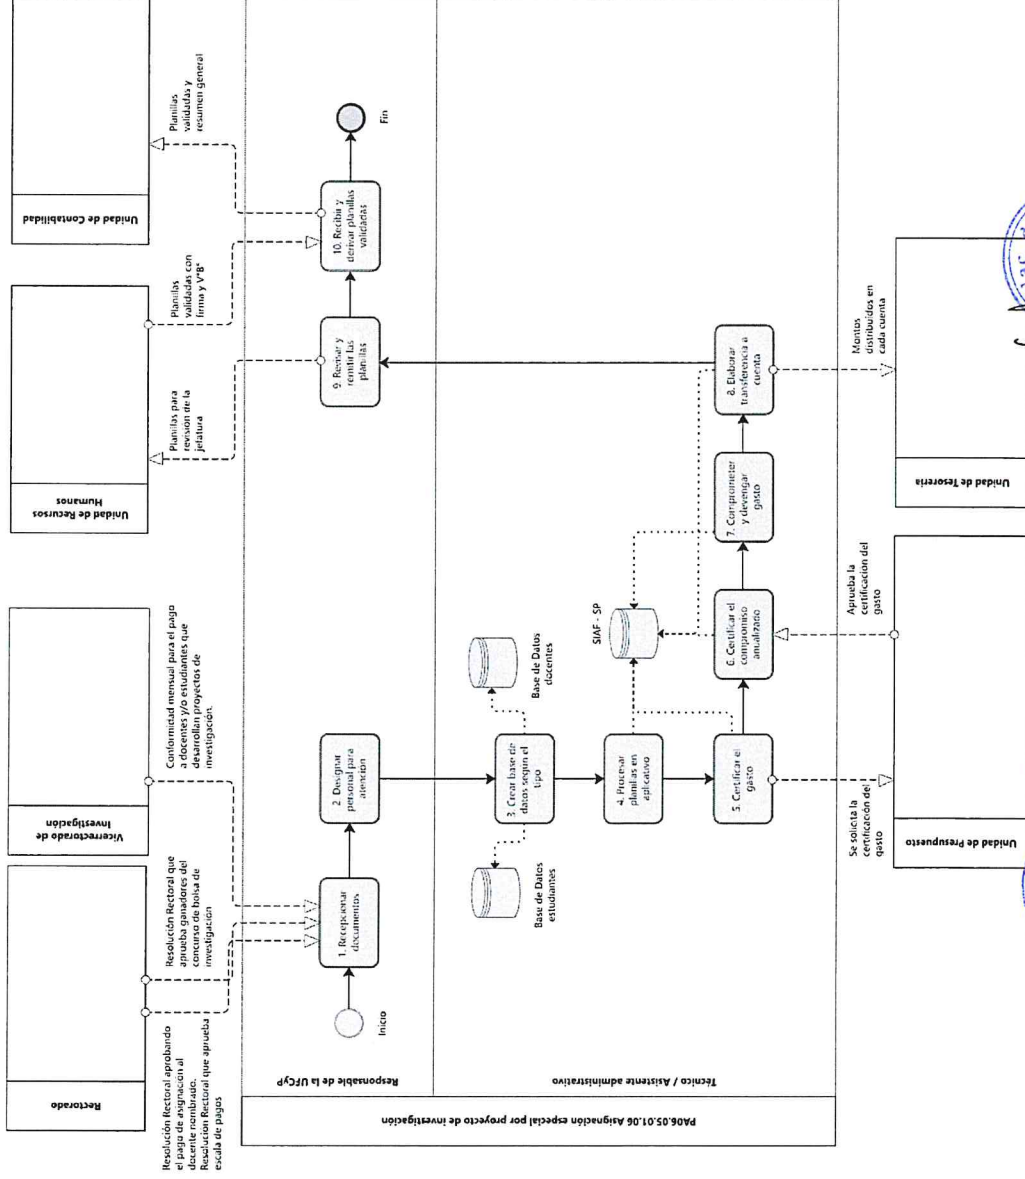 Unidad de Contabilidad
Unidad de Recursos
Humanos
Vicerrectorado de
Investigación
Rectorado
Planillas
validadas y
resumen general
Planillas
validadas con
firma y V°B°
Planillas para
revisión de la
jefatura
Conformidad mensual para el pago
a docentes y/o estudiantes que
desarrollan proyectos de
investigación.
Resolución Rectoral que
aprueba ganadores del
concurso de bolsa de
investigación
Resolución Rectoral aprobando
el pago de asignación al
docente nombrado.
Resolución Rectoral que aprueba
escala de pagos
PA06.05.01.06 Asignación especial por proyecto de investigación
Responsable de la UFCyP
Inicio
1. Recepcionar
documentos
2. Designar
personal para
atención
9. Revisar y
remitir las
planillas
10. Recibir y
derivar planillas
validadas
Fin
Técnico / Asistente administrativo
Base de Datos
estudiantes
Base de Datos
docentes
3. Crear base de
datos según el
tipo
4. Procesar
planillas en
aplicativo
SIAF - SP
5. Certificar el
gasto
6. Certificar el
compromiso
anualizado
7. Comprometer
y devengar
gasto
8. Elaborar
transferencia a
cuenta
Se solicita la
certificación del
gasto
Aprueba la
certificación del
gasto
Montos
distribuidos en
cada cuenta
Unidad de Presupuesto
Unidad de Tesorería